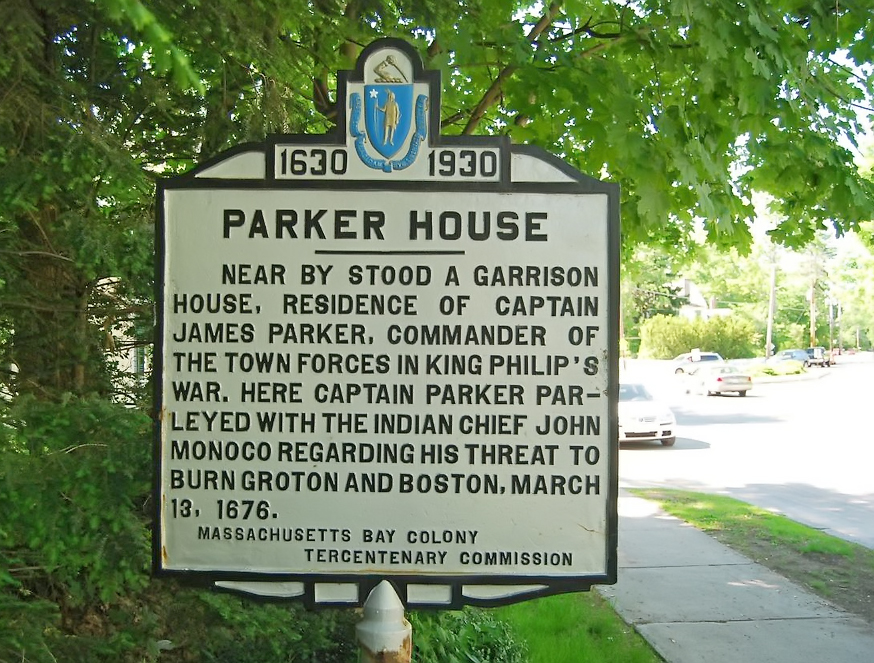 1630 1930
PARKER HOUSE
NEAR BY STOOD A GARRISON
HOUSE, RESIDENCE OF CAPTAIN
JAMES PARKER, COMMANDER OF
THE TOWN FORCES IN KING PHILIP'S
WAR. HERE CAPTAIN PARKER PAR-
LEYED WITH THE INDIAN CHIEF JOHN
MONOCO REGARDING HIS THREAT TO
BURN GROTON AND BOSTON, MARCH
13, 1676.
MASSACHUSETTS BAY COLONY
TERCENTENARY COMMISSION